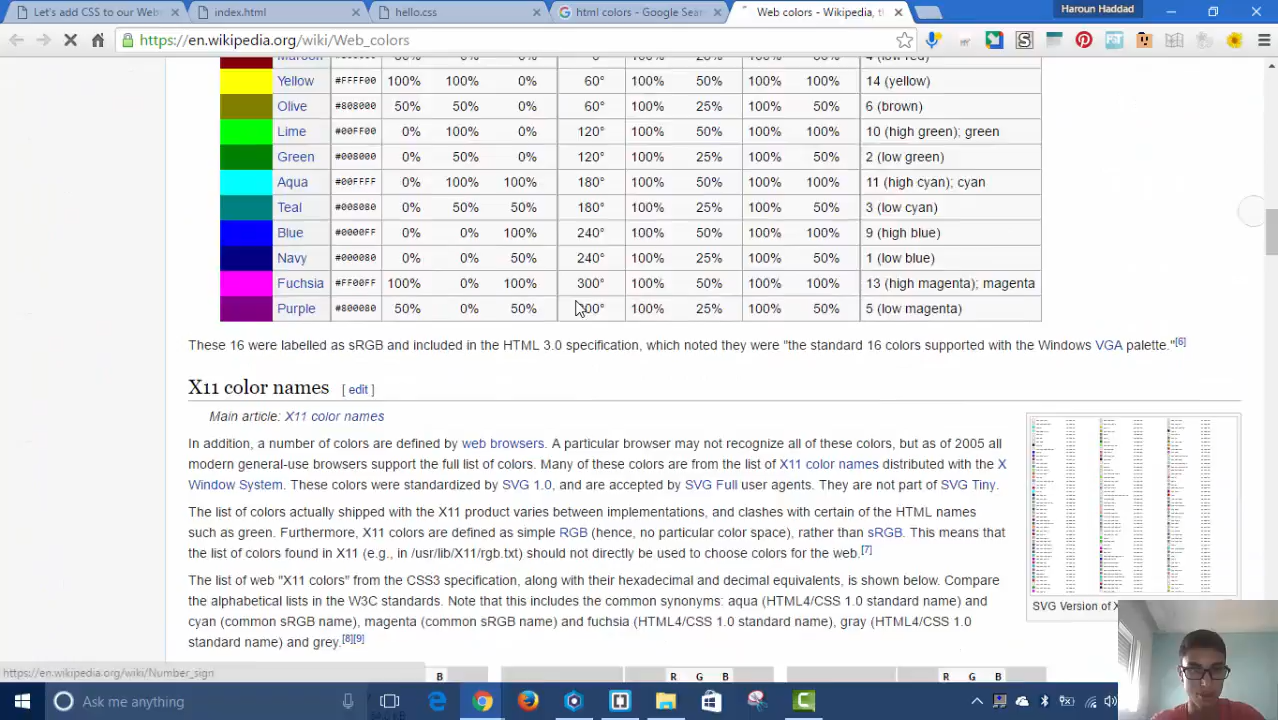 Let's add CSS to our Web
index.html
hello.css
html colors - Google Sear
Web colors - Wikipedia, th
Haroun Haddad
https://en.wikipedia.org/wiki/Web_colors
Yellow #FFFF00 100% 100% 0% 60° 100% 50% 100% 100% 14 (yellow)
Olive #808000 50% 50% 0% 60° 100% 25% 100% 50% 6 (brown)
Lime #00FF00 0% 100% 0% 120° 100% 50% 100% 100% 10 (high green); green
Green #008000 0% 50% 0% 120° 100% 25% 100% 50% 2 (low green)
Aqua #00FFFF 0% 100% 100% 180° 100% 50% 100% 100% 11 (high cyan); cyan
Teal #008080 0% 50% 50% 180° 100% 25% 100% 50% 3 (low cyan)
Blue #0000FF 0% 0% 100% 240° 100% 50% 100% 100% 9 (high blue)
Navy #000080 0% 0% 50% 240° 100% 25% 100% 50% 1 (low blue)
Fuchsia #FF00FF 100% 0% 100% 300° 100% 50% 100% 100% 13 (high magenta); magenta
Purple #800080 50% 0% 50% 300° 100% 25% 100% 50% 5 (low magenta)
These 16 were labelled as sRGB and included in the HTML 3.0 specification, which noted they were "the standard 16 colors supported with the Windows VGA palette."[6]
X11 color names [ edit ]
Main article: X11 color names
In addition, a number of colors are defined by web browsers. A particular browser may not recognize all of these colors, but as of 2005 all
modern general-use browsers support the full list of colors. Many of these colors are from the list of X11 color names distributed with the X
Window System. These colors were standardized by SVG 1.0, and are accepted by SVG Full user agents. They are not part of SVG Tiny.
The list of colors actually shipped with the X11 product varies between implementations, and clashes with certain of the HTML names
such as green. Furthermore, X11 colors are defined as simple RGB (hence, no particular color space), rather than sRGB. This means that
the list of colors found in X11 (e.g., in /usr/lib/X11/rgb.txt) should not directly be used to choose colors for the web.[7]
The list of web "X11 colors" from the CSS3 specification, along with their hexadecimal and decimal equivalents, is shown below. Compare
the alphabetical lists in the W3C standards. Note that this includes the common synonyms: aqua (HTML4/CSS 1.0 standard name) and
cyan (common sRGB name), magenta (common sRGB name) and fuchsia (HTML4/CSS 1.0 standard name), gray (HTML4/CSS 1.0
standard name) and grey.[8][9]
SVG Version of X
https://en.wikipedia.org/wiki/Number_sign
B R B R G B
Ask me anything